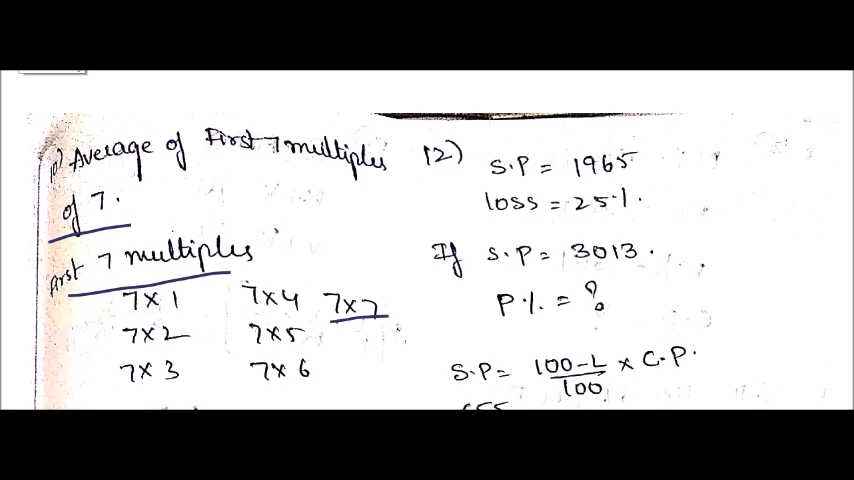 10) Average of First 7 multiples
of 7.
First 7 multiples
7×1 7×4 7×7
7×2 7×5
7×3 7×6
12) S.P = 1965
loss = 25%.
If S.P = 3013.
P%. = ?
S.P = 100-L/100 × C.P.